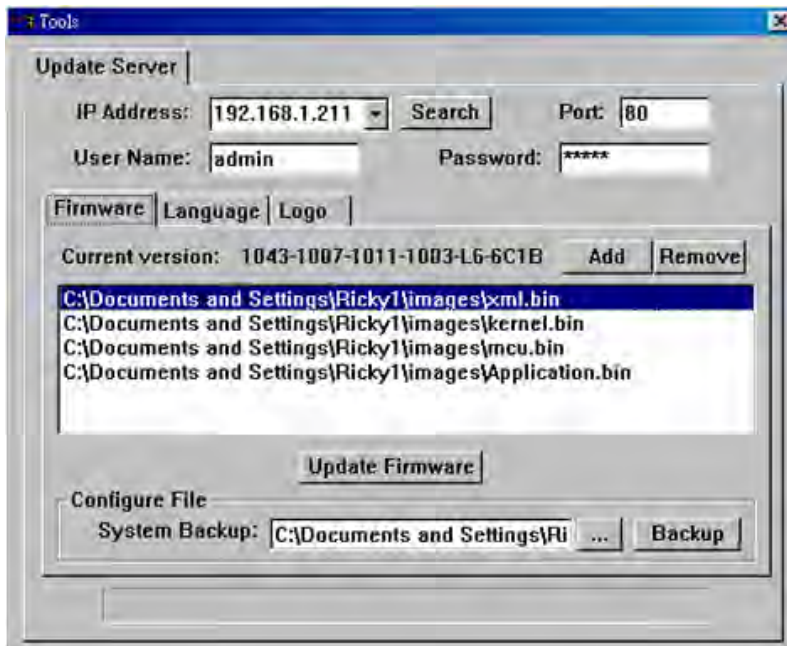 Tools
Update Server
IP Address: 192.168.1.211 Search Port: 80
User Name: admin Password: *****
Firmware Language Logo
Current version: 1043-1007-1011-1003-L6-6C1B Add Remove
C:\Documents and Settings\Ricky1\images\xml.bin
C:\Documents and Settings\Ricky1\images\kernel.bin
C:\Documents and Settings\Ricky1\images\mcu.bin
C:\Documents and Settings\Ricky1\images\Application.bin
Update Firmware
Configure File
System Backup: C:\Documents and Settings\Ri ... Backup